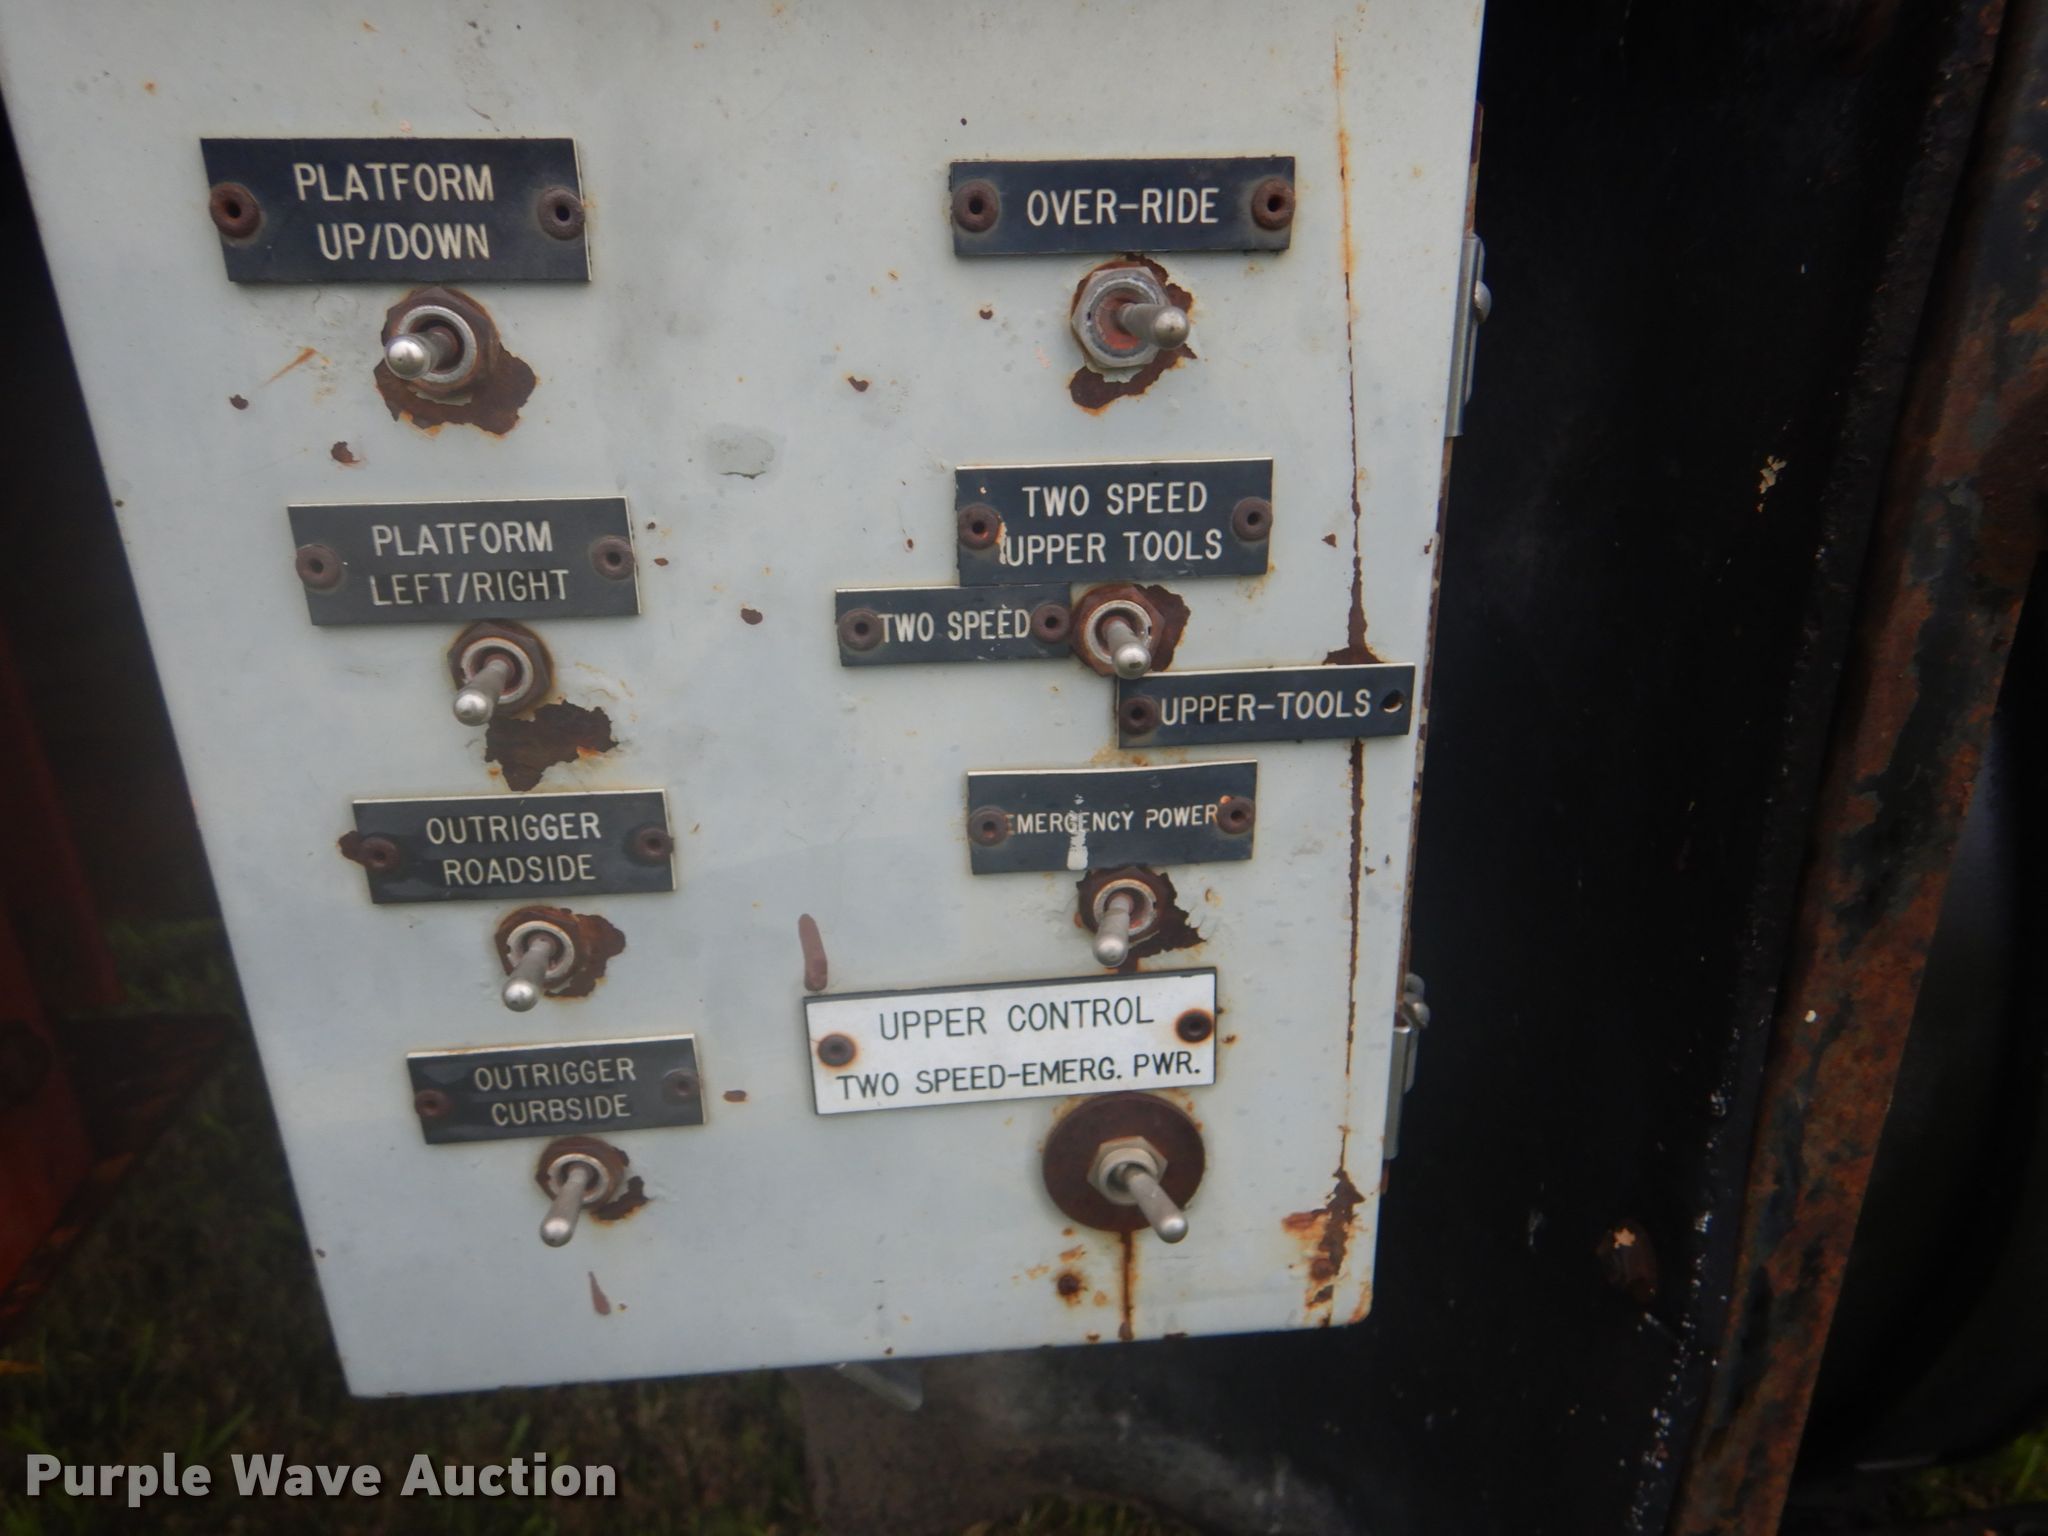 PLATFORM
UP/DOWN
PLATFORM
LEFT/RIGHT
OUTRIGGER
ROADSIDE
OUTRIGGER
CURBSIDE
OVER-RIDE
TWO SPEED
UPPER TOOLS
TWO SPEED
UPPER-TOOLS
EMERGENCY POWER
UPPER CONTROL
TWO SPEED-EMERG. PWR.
Purple Wave Auction